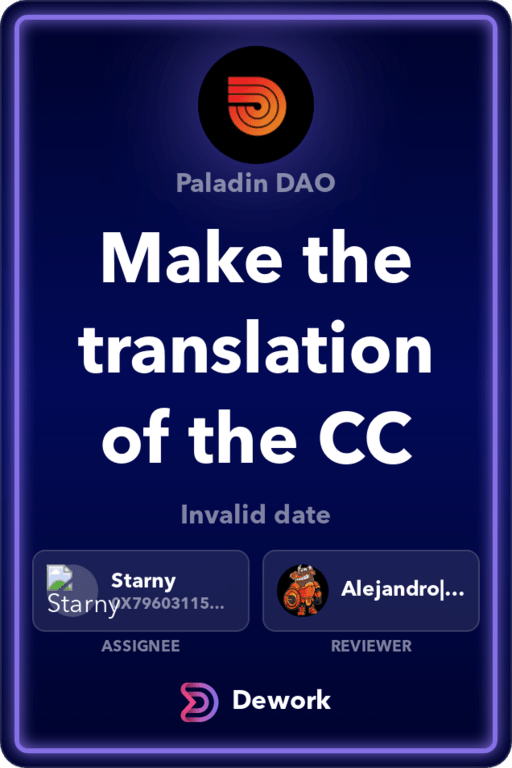 Paladin DAO
Make the
translation
of the CC
Invalid date
Starny
Starny
0X79603115...
Alejandro|...
ASSIGNEE
REVIEWER
Dework